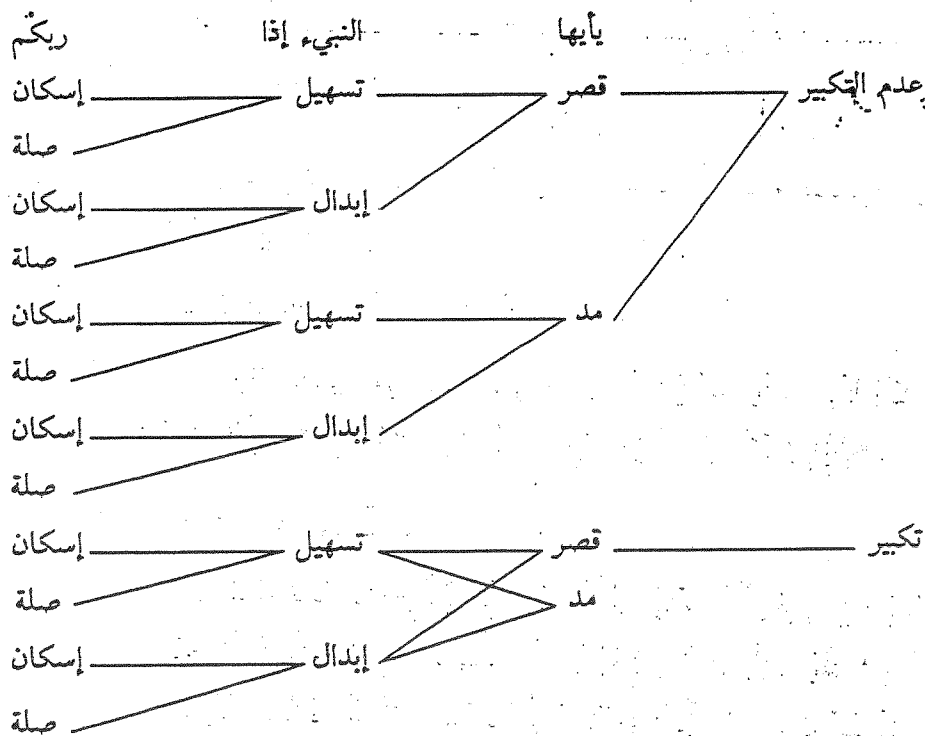 يأيها النبيء إذا ربكم
عدم التكبير قصر تسهيل إسكان
صلة
إبدال إسكان
صلة
مد تسهيل إسكان
صلة
إبدال إسكان
صلة
تكبير قصر تسهيل إسكان
مد صلة
إبدال إسكان
صلة